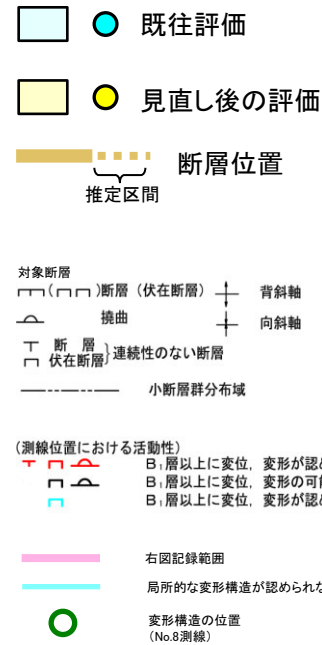 既往評価
見直し後の評価
断層位置
推定区間
対象断層
( )断層（伏在断層）
背斜軸
撓曲
向斜軸
断 層
伏在断層}連続性のない断層
小断層群分布域
(測線位置における活動性)
B₁層以上に変位，変形が認め
B₁層以上に変位，変形の可能
B₁層以上に変位，変形が認め
右図記録範囲
局所的な変形構造が認められな
変形構造の位置
(No.8測線)